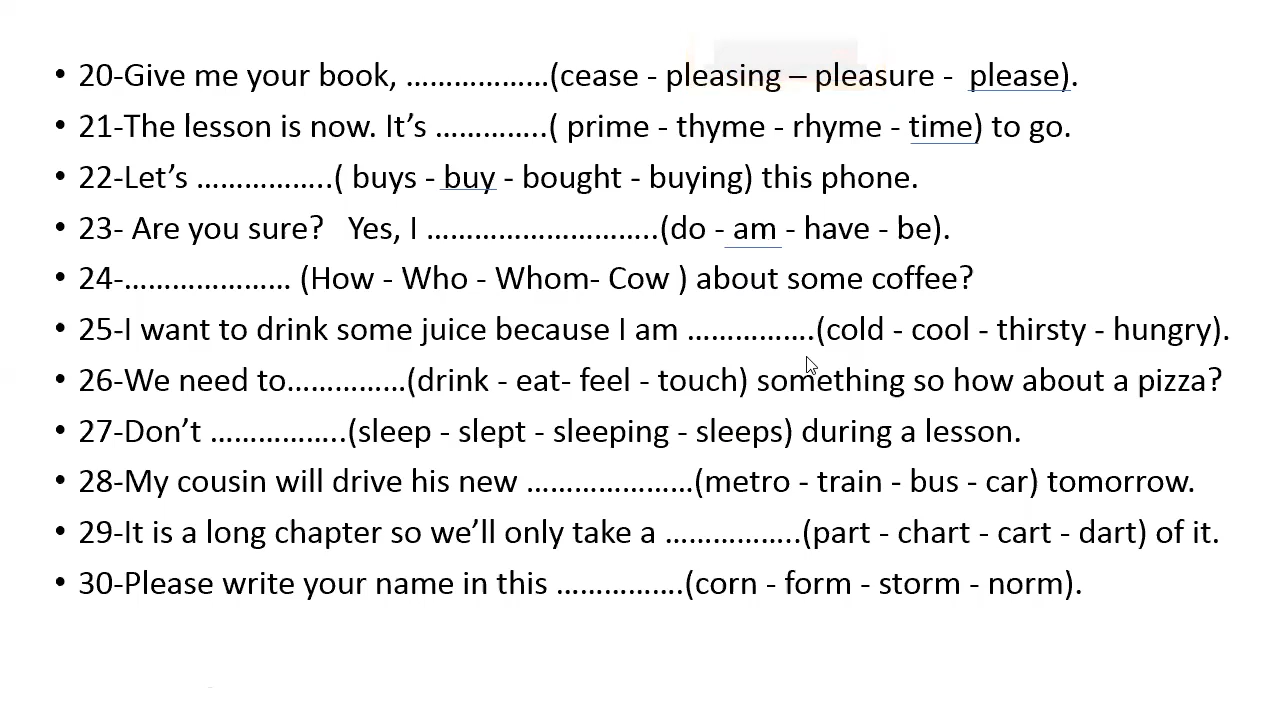 • 20-Give me your book, ………………(cease - pleasing – pleasure - please).
• 21-The lesson is now. It’s …………..( prime - thyme - rhyme - time) to go.
• 22-Let’s ……………..( buys - buy - bought - buying) this phone.
• 23- Are you sure? Yes, I ………………………..(do - am - have - be).
• 24-………………… (How - Who - Whom- Cow ) about some coffee?
• 25-I want to drink some juice because I am …………….(cold - cool - thirsty - hungry).
• 26-We need to……………(drink - eat- feel - touch) something so how about a pizza?
• 27-Don’t ……………..(sleep - slept - sleeping - sleeps) during a lesson.
• 28-My cousin will drive his new …………………(metro - train - bus - car) tomorrow.
• 29-It is a long chapter so we’ll only take a ……………..(part - chart - cart - dart) of it.
• 30-Please write your name in this …………….(corn - form - storm - norm).